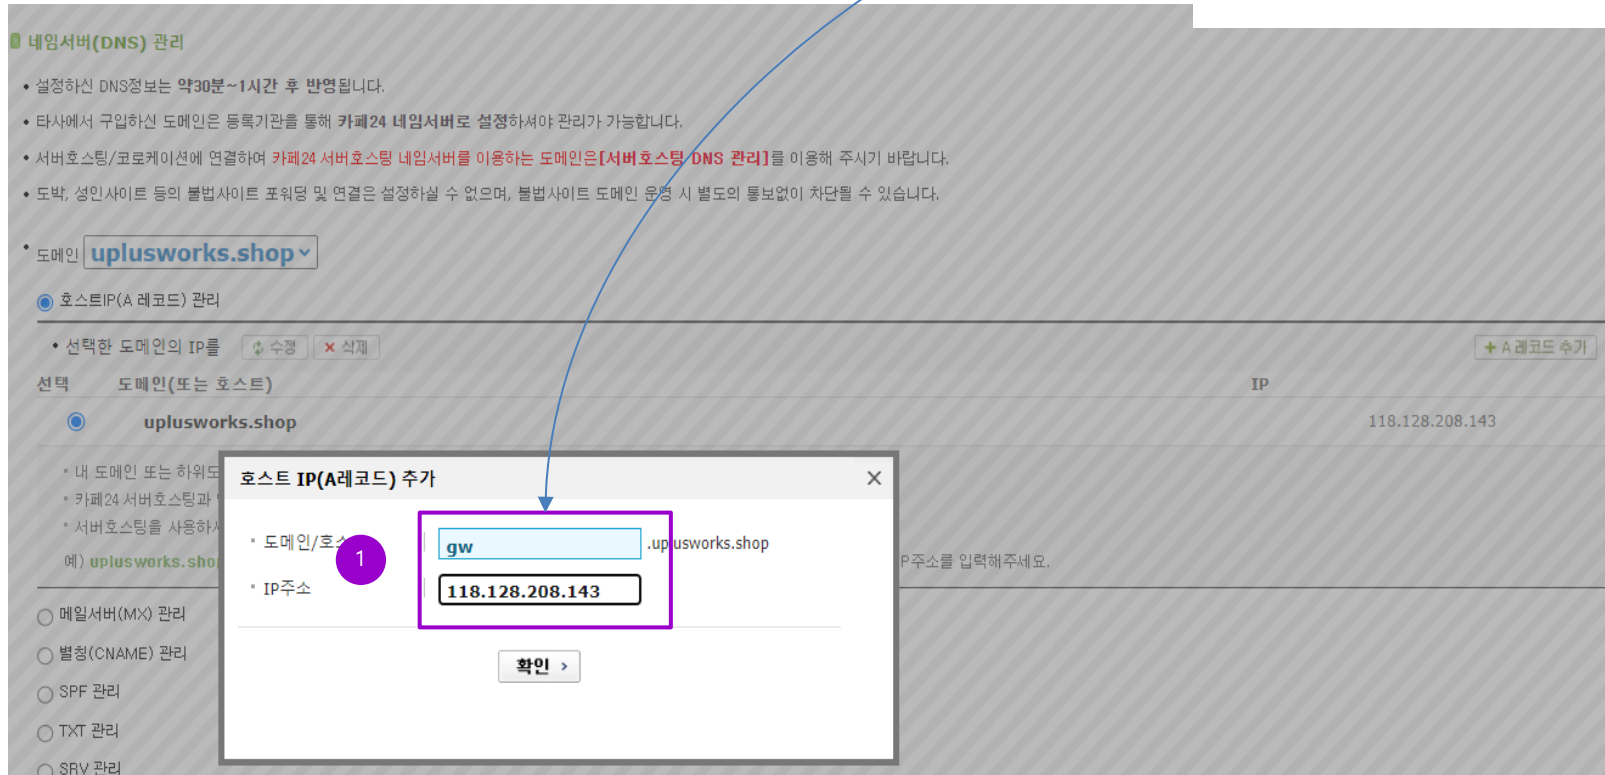 네임서버(DNS) 관리
• 설정하신 DNS정보는 약30분~1시간 후 반영됩니다.
• 타사에서 구입하신 도메인은 등록기관을 통해 카페24 네임서버로 설정하셔야 관리가 가능합니다.
• 서버호스팅/코로케이션에 연결하여 카페24 서버호스팅 네임서버를 이용하는 도메인은[서버호스팅 DNS 관리]를 이용해 주시기 바랍니다.
• 도박, 성인사이트 등의 불법사이트 포워딩 및 연결은 설정하실 수 없으며, 불법사이트 도메인 운영 시 별도의 통보없이 차단될 수 있습니다.
• 도메인 uplusworks.shop
호스트IP(A 레코드) 관리
• 선택한 도메인의 IP를 수정 삭제 + A 레코드 추가
선택 도메인(또는 호스트) IP
uplusworks.shop 118.128.208.143
내 도메인 또는 하위도
카페24 서버호스팅과
서버호스팅을 사용하시
예) uplusworks.shop P주소를 입력해주세요.
호스트 IP(A레코드) 추가
도메인/호스 gw .uplusworks.shop
1
IP주소 118.128.208.143
확인
메일서버(MX) 관리
별칭(CNAME) 관리
SPF 관리
TXT 관리
SRV 관리